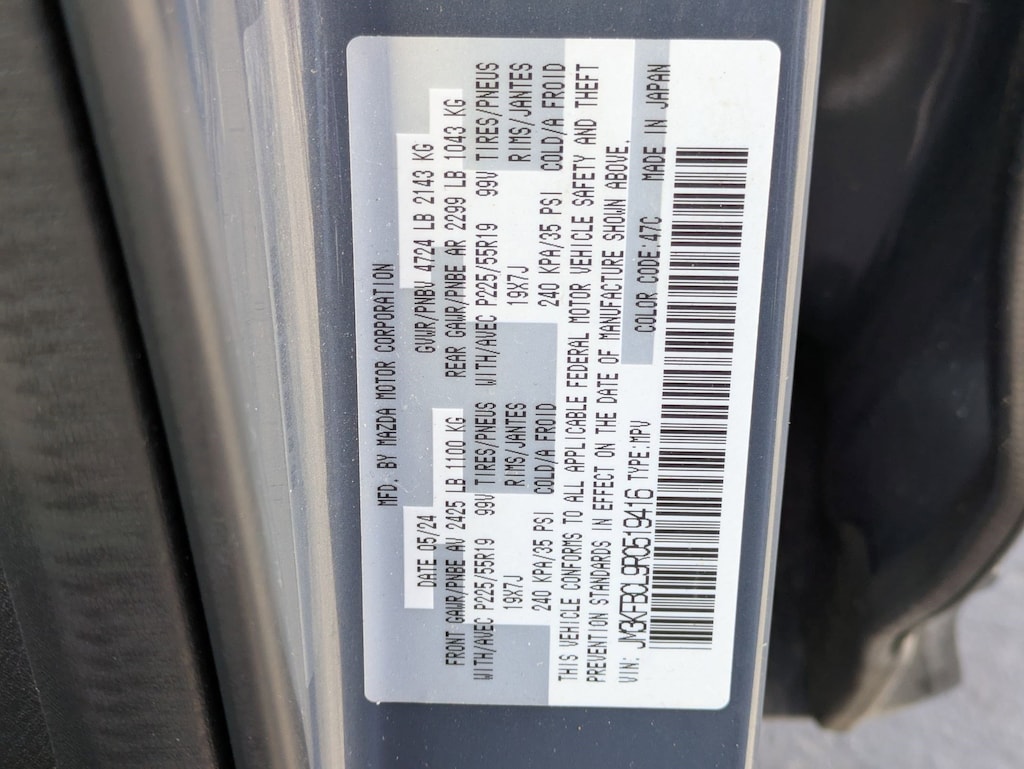 MFD. BY MAZDA MOTOR CORPORATION
DATE 05/24 GVWR/PNBV 4724 LB 2143 KG
FRONT GAWR/PNBE AV 2425 LB 1100 KG REAR GAWR/PNBE AR 2299 LB 1043 KG
WITH/AVEC P225/55R19 99V TIRES/PNEUS WITH/AVEC P225/55R19 99V TIRES/PNEUS
19X7J RIMS/JANTES 19X7J RIMS/JANTES
240 KPA/35 PSI COLD/A FROID 240 KPA/35 PSI COLD/A FROID
THIS VEHICLE CONFORMS TO ALL APPLICABLE FEDERAL MOTOR VEHICLE SAFETY AND THEFT
PREVENTION STANDARDS IN EFFECT ON THE DATE OF MANUFACTURE SHOWN ABOVE.
VIN: JM3KFBCL9R0519416 TYPE:MPV COLOR CODE:47C MADE IN JAPAN